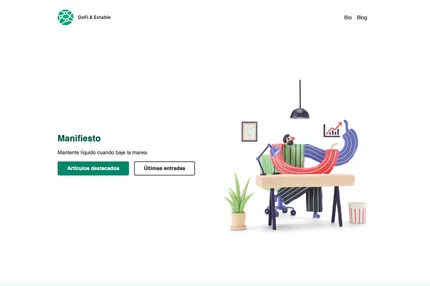 DeFi & Estable
Bio Blog
Manifiesto
Mantente líquido cuando baje la marea.
Artículos destacados
Últimas entradas